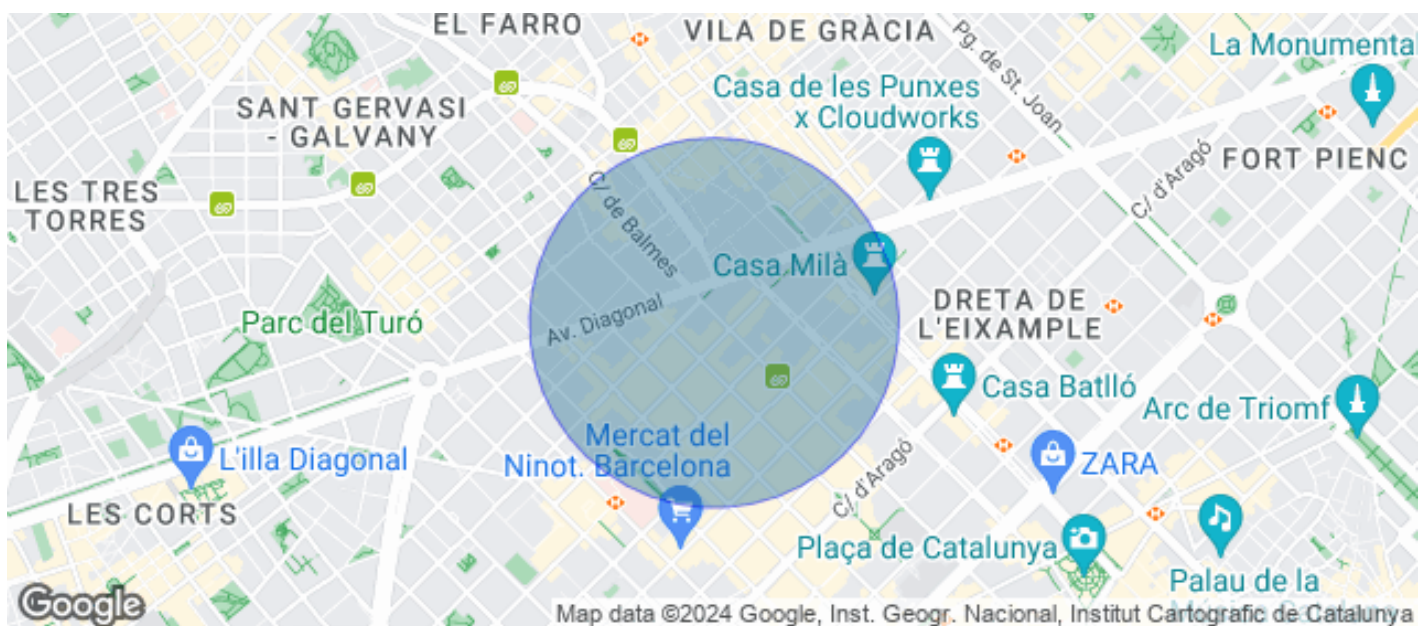 EL FARRO
VILA DE GRÀCIA
Pg. de St. Joan
La Monumental
Casa de les Punxes
x Cloudworks
SANT GERVASI
- GALVANY
FORT PIENC
C/ d'Aragó
LES TRES
TORRES
C/ de Balmes
Casa Milà
DRETA DE
L'EIXAMPLE
Av. Diagonal
Parc del Turó
Casa Batlló
Arc de Triomf
Mercat del
Ninot. Barcelona
L'illa Diagonal
C/ d'Aragó
ZARA
LES CORTS
Plaça de Catalunya
Palau de la
Google
Map data ©2024 Google, Inst. Geogr. Nacional, Institut Cartografic de Catalunya